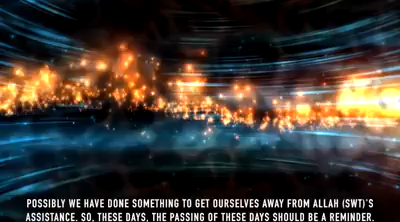 POSSIBLY WE HAVE DONE SOMETHING TO GET OURSELVES AWAY FROM ALLAH (SWT)'S
ASSISTANCE. SO, THESE DAYS, THE PASSING OF THESE DAYS SHOULD BE A REMINDER.